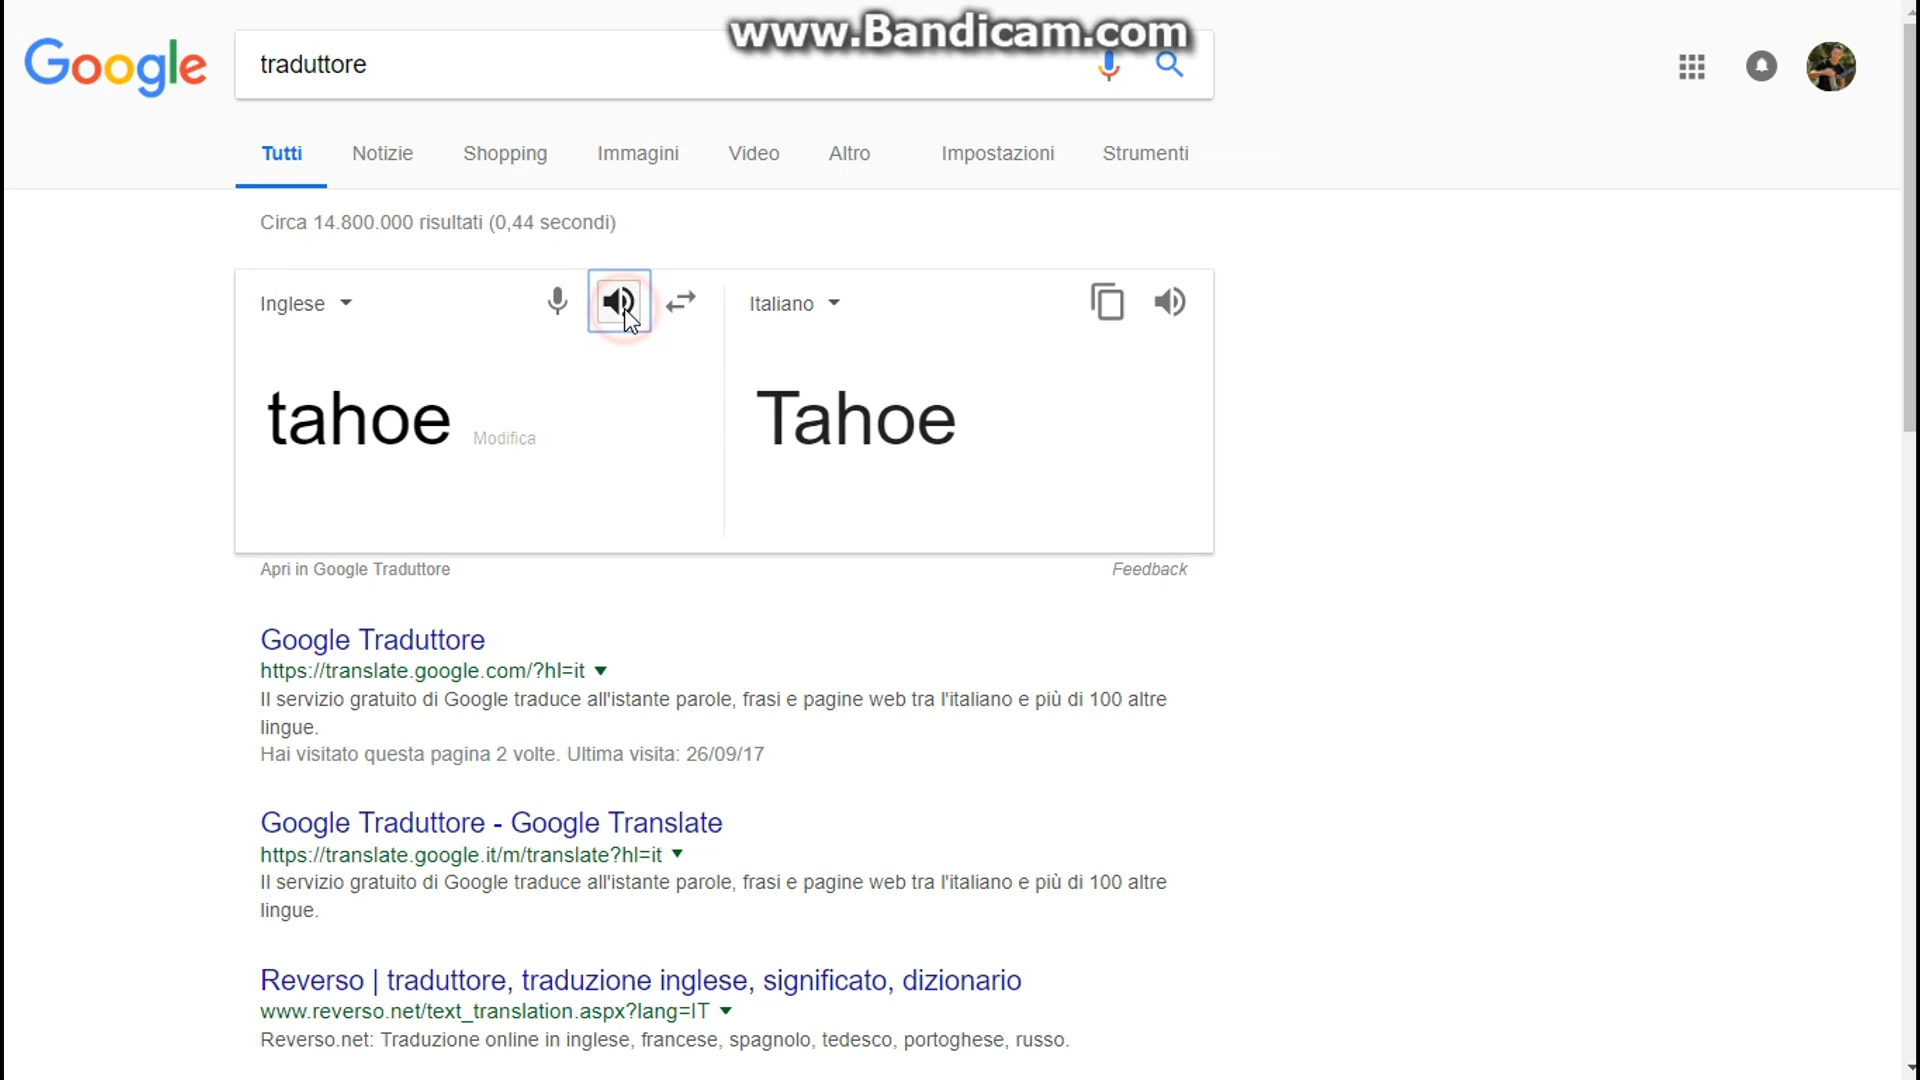 www.Bandicam.com
Google
traduttore
Tutti Notizie Shopping Immagini Video Altro Impostazioni Strumenti
Circa 14.800.000 risultati (0,44 secondi)
Inglese Italiano
tahoe Modifica Tahoe
Apri in Google Traduttore Feedback
Google Traduttore
https://translate.google.com/?hl=it
Il servizio gratuito di Google traduce all'istante parole, frasi e pagine web tra l'italiano e più di 100 altre
lingue.
Hai visitato questa pagina 2 volte. Ultima visita: 26/09/17
Google Traduttore - Google Translate
https://translate.google.it/m/translate?hl=it
Il servizio gratuito di Google traduce all'istante parole, frasi e pagine web tra l'italiano e più di 100 altre
lingue.
Reverso | traduttore, traduzione inglese, significato, dizionario
www.reverso.net/text_translation.aspx?lang=IT
Reverso.net: Traduzione online in inglese, francese, spagnolo, tedesco, portoghese, russo.